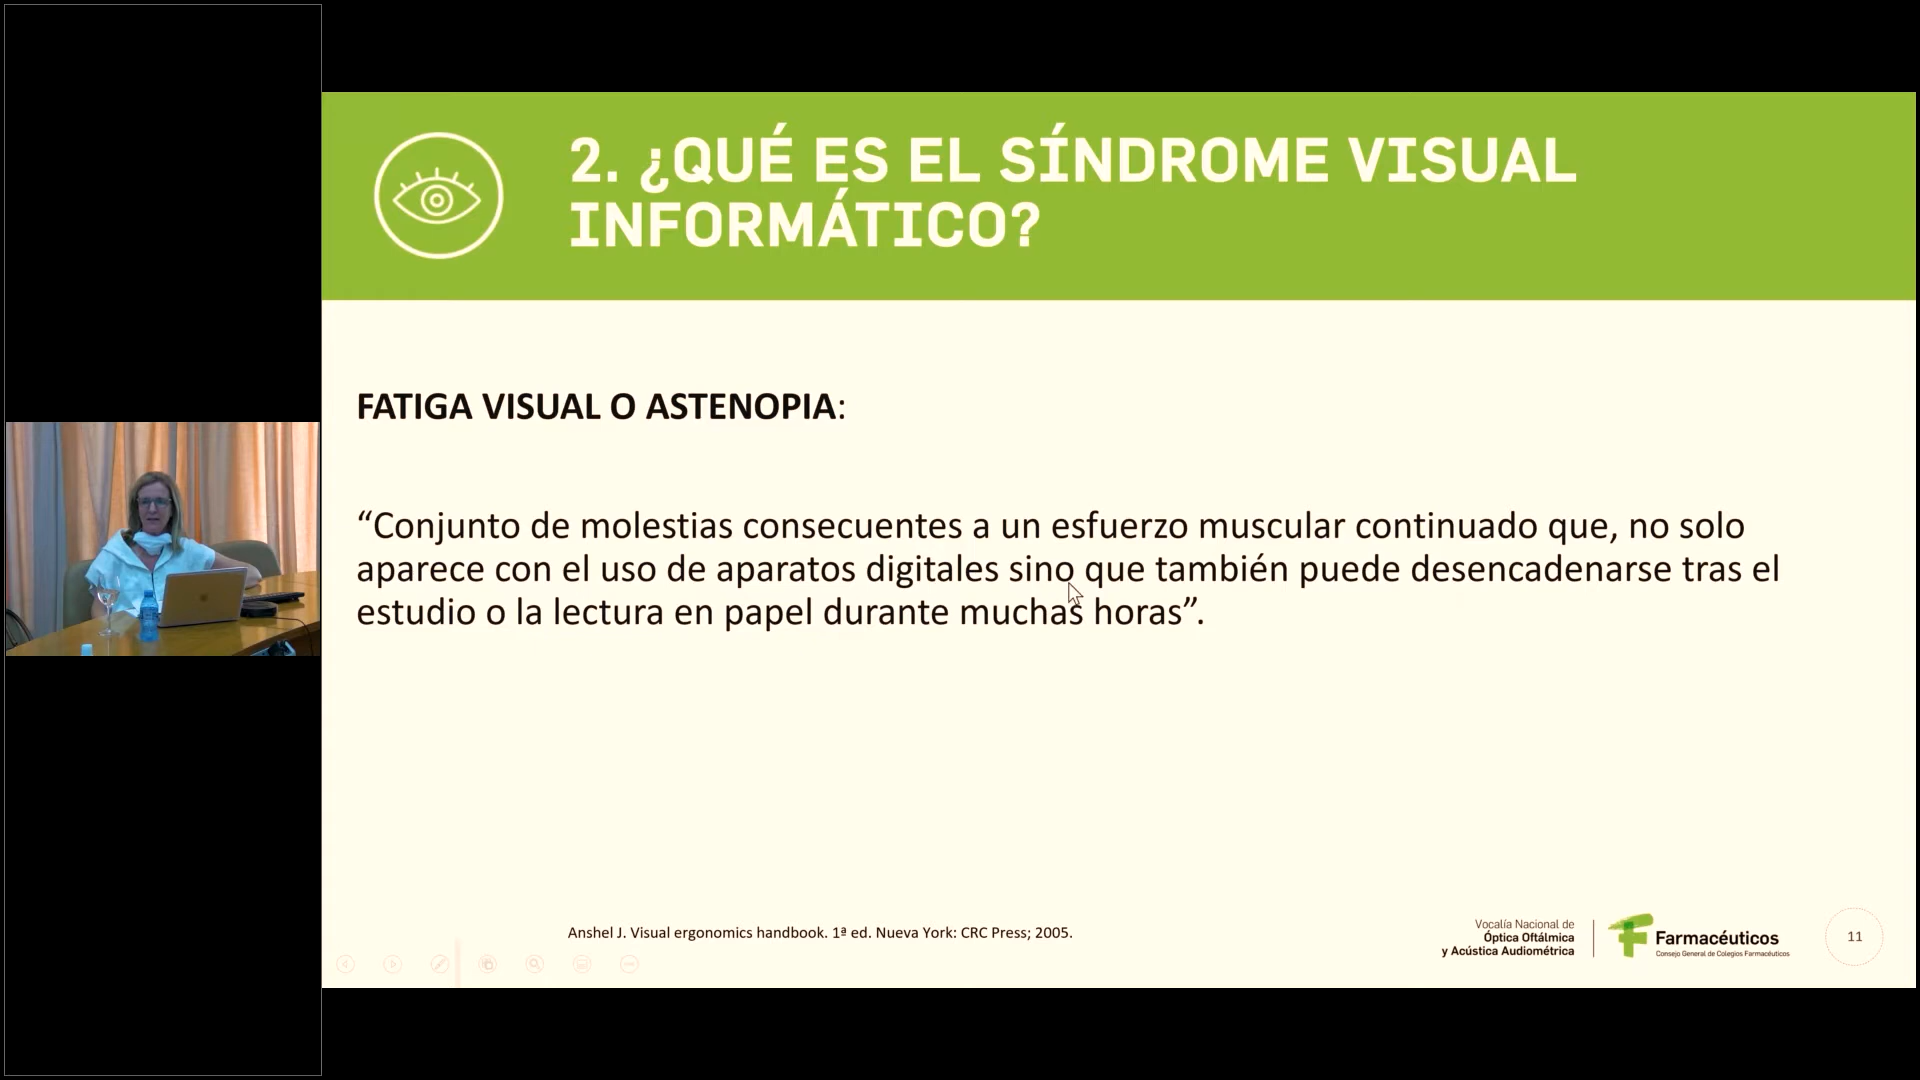 2. ¿QUÉ ES EL SÍNDROME VISUAL
INFORMÁTICO?
FATIGA VISUAL O ASTENOPIA:
“Conjunto de molestias consecuentes a un esfuerzo muscular continuado que, no solo
aparece con el uso de aparatos digitales sino que también puede desencadenarse tras el
estudio o la lectura en papel durante muchas horas”.
Anshel J. Visual ergonomics handbook. 1ª ed. Nueva York: CRC Press; 2005.
Vocalía Nacional de
Óptica Oftálmica
y Acústica Audiométrica
Farmacéuticos
Consejo General de Colegios Farmacéuticos
11